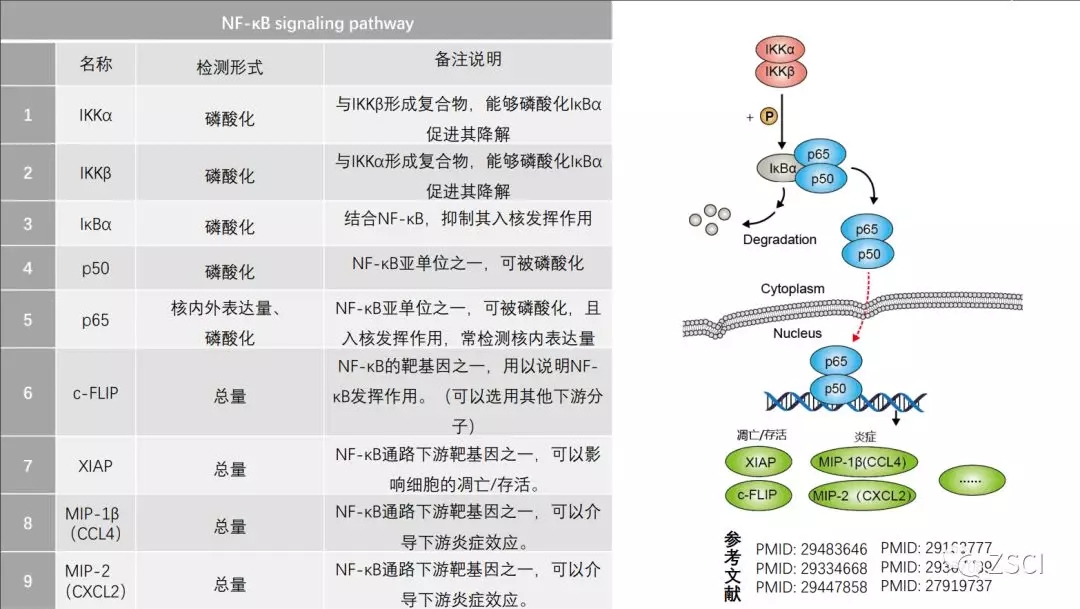 NF-κB signaling pathway
名称
检测形式
备注说明
1
IKKα
磷酸化
与IKKβ形成复合物，能够磷酸化IκBα
促进其降解
2
IKKβ
磷酸化
与IKKα形成复合物，能够磷酸化IκBα
促进其降解
3
IκBα
磷酸化
结合NF-κB，抑制其入核发挥作用
4
p50
磷酸化
NF-κB亚单位之一，可被磷酸化
5
p65
核内外表达量、
磷酸化
NF-κB亚单位之一，可被磷酸化，且
入核发挥作用，常检测核内表达量
6
c-FLIP
总量
NF-κB的靶基因之一，用以说明NF-
κB发挥作用。（可以选用其他下游分
子）
7
XIAP
总量
NF-κB通路下游靶基因之一，可以影
响细胞的凋亡/存活。
8
MIP-1β
（CCL4）
总量
NF-κB通路下游靶基因之一，可以介
导下游炎症效应。
9
MIP-2
（CXCL2）
总量
NF-κB通路下游靶基因之一，可以介
导下游炎症效应。
IKKα
IKKβ
+ P
IκBα
p65
p50
Degradation
p65
p50
Cytoplasm
Nucleus
p65
p50
凋亡/存活
炎症
XIAP
MIP-1β(CCL4)
c-FLIP
MIP-2（CXCL2）
......
参考文献
PMID: 29483646
PMID: 29334668
PMID: 29447858
PMID:
PMID:
PMID: 27919737
ZSCI